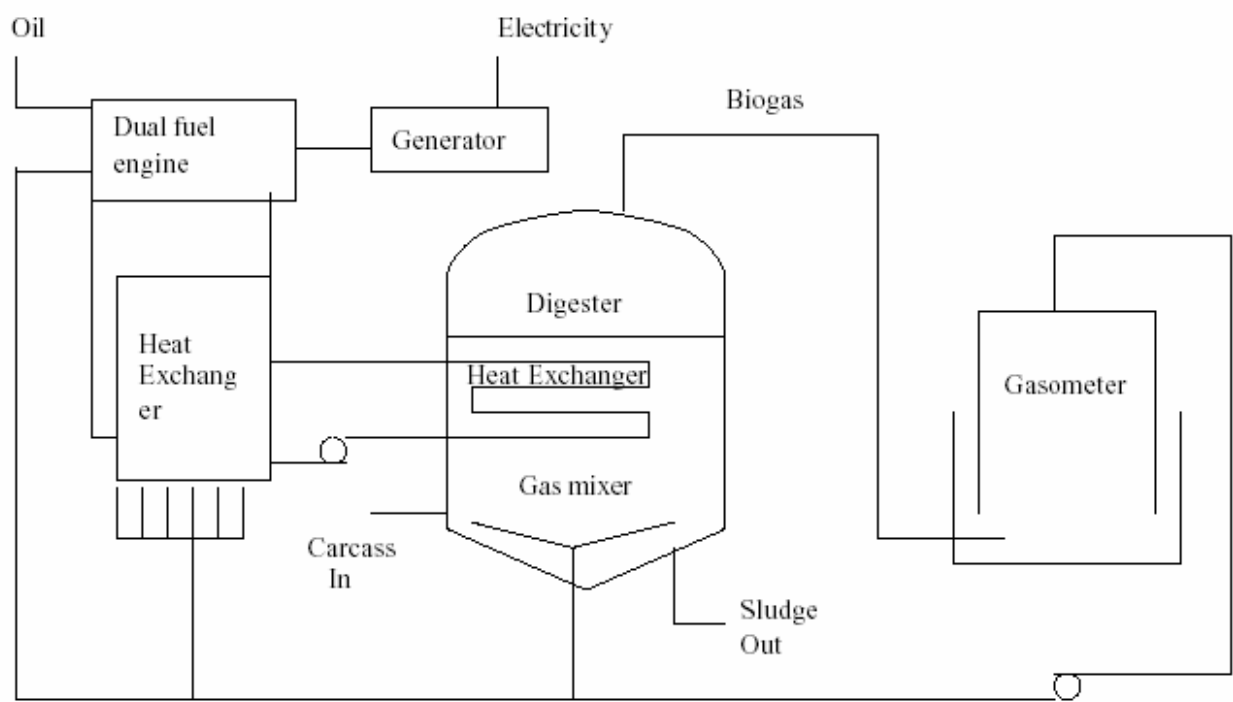 Oil
Electricity
Biogas
Dual fuel
engine
Generator
Digester
Heat
Exchang
er
Heat Exchanger
Gasometer
Gas mixer
Carcass
In
Sludge
Out